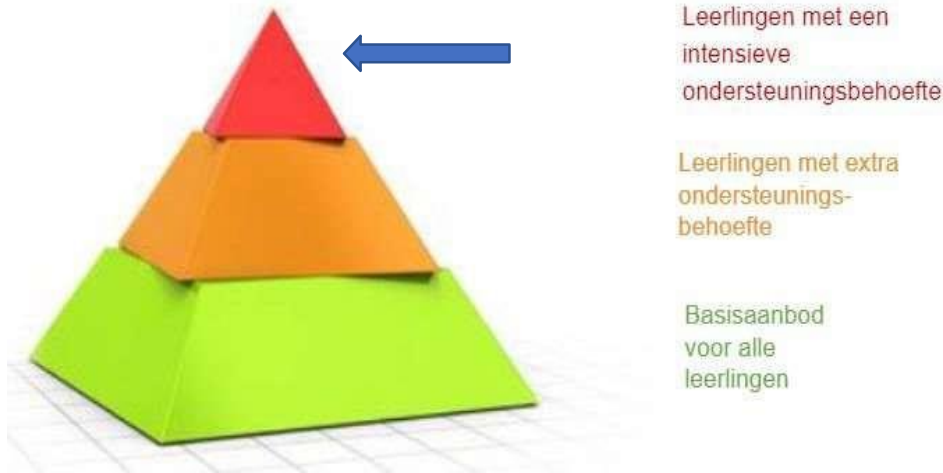 Leerlingen met een
intensieve
ondersteuningsbehoefte
Leerlingen met extra
ondersteunings-
behoefte
Basisaanbod
voor alle
leerlingen